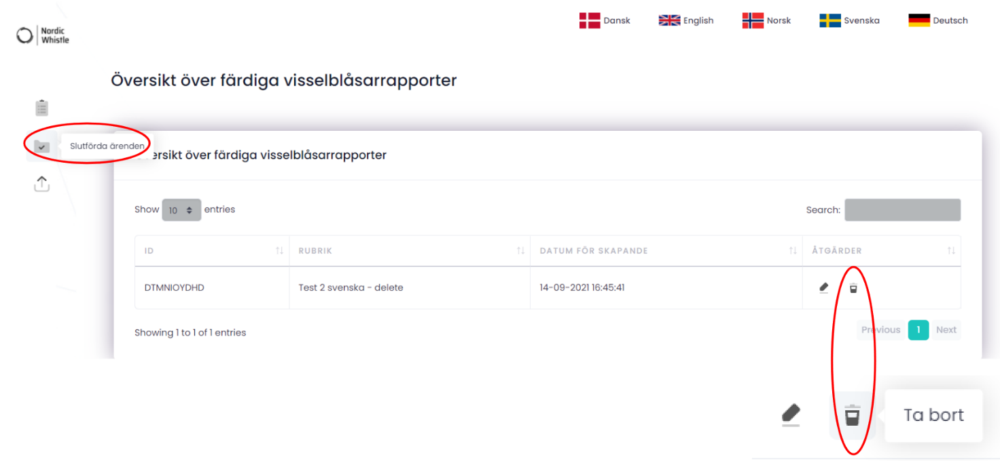 Nordic
Whistle
Dansk English Norsk Svenska Deutsch
Översikt över färdiga visselblåsarrapporter
Slutförda ärenden
ersikt över färdiga visselblåsarrapporter
Show 10 entries Search:
ID RUBRIK DATUM FÖR SKAPANDE ÅTGÄRDER
DTMNIOYDHD Test 2 svenska - delete 14-09-2021 16:45:41
Showing 1 to 1 of 1 entries Previous 1 Next
Ta bort